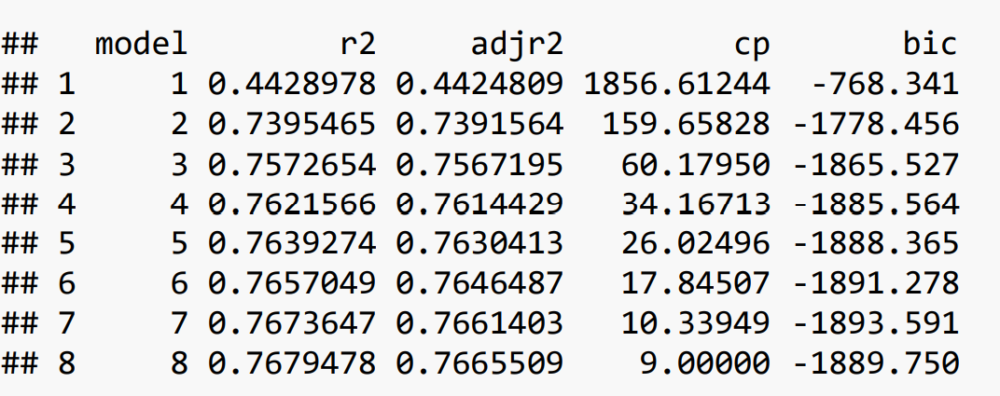 ##   model        r2     adjr2         cp       bic
## 1     1 0.4428978 0.4424809 1856.61244  -768.341
## 2     2 0.7395465 0.7391564  159.65828 -1778.456
## 3     3 0.7572654 0.7567195   60.17950 -1865.527
## 4     4 0.7621566 0.7614429   34.16713 -1885.564
## 5     5 0.7639274 0.7630413   26.02496 -1888.365
## 6     6 0.7657049 0.7646487   17.84507 -1891.278
## 7     7 0.7673647 0.7661403   10.33949 -1893.591
## 8     8 0.7679478 0.7665509    9.00000 -1889.750